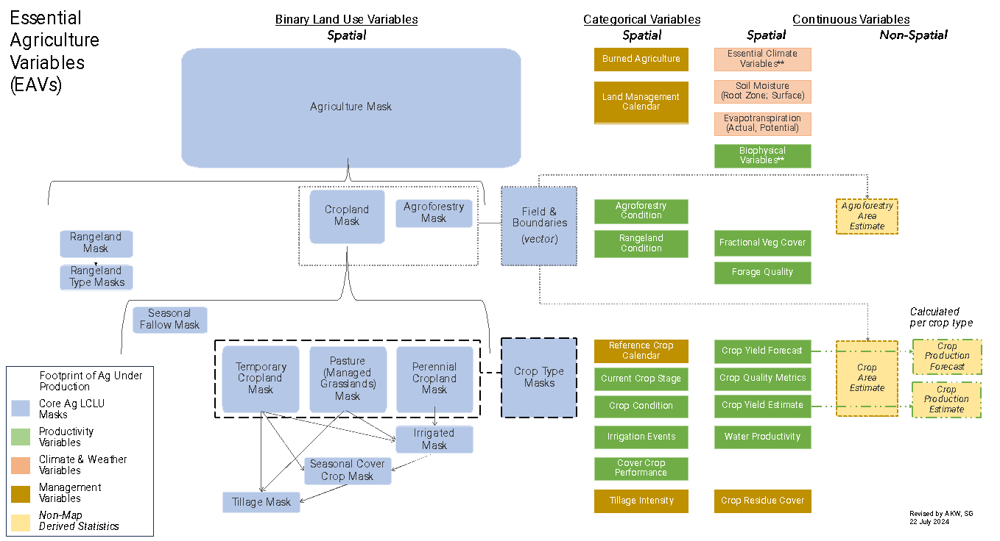 Essential
Agriculture
Variables
(EAVs)
Binary Land Use Variables
Spatial
Categorical Variables
Spatial
Continuous Variables
Spatial
Non-Spatial
Agriculture Mask
Burned Agriculture
Land Management
Calendar
Essential Climate
Variables**
Soil Moisture
(Root Zone; Surface)
Evapotranspiration
(Actual, Potential)
Biophysical
Variables**
Cropland
Mask
Agroforestry
Mask
Field &
Boundaries
(vector)
Agroforestry
Condition
Rangeland
Condition
Fractional Veg Cover
Forage Quality
Agroforestry
Area
Estimate
Rangeland
Mask
Rangeland
Type Masks
Seasonal
Fallow Mask
Temporary
Cropland
Mask
Pasture
(Managed
Grasslands)
Mask
Perennial
Cropland
Mask
Crop Type
Masks
Irrigated
Mask
Seasonal Cover
Crop Mask
Tillage Mask
Reference Crop
Calendar
Current Crop Stage
Crop Condition
Irrigation Events
Cover Crop
Performance
Tillage Intensity
Crop Yield Forecast
Crop Quality Metrics
Crop Yield Estimate
Water Productivity
Crop Residue Cover
Crop
Area
Estimate
Calculated
per crop type
Crop
Production
Forecast
Crop
Production
Estimate
Footprint of Ag Under
Production
Core Ag LCLU
Masks
Productivity
Variables
Climate & Weather
Variables
Management
Variables
Non-Map
Derived Statistics
Revised by AKW, SG
22 July 2024